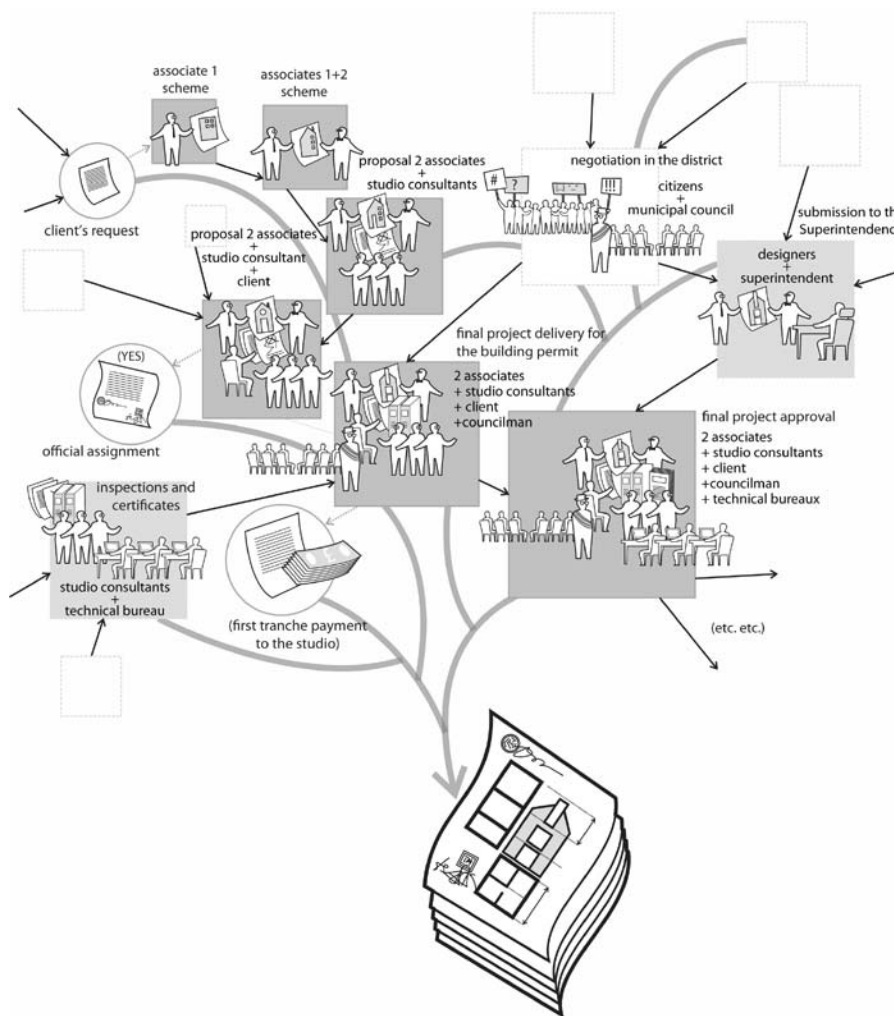 associate 1
scheme
associates 1+2
scheme
client's request
proposal 2 associates
+
studio consultants
negotiation in the district
#
?
!!!
citizens
+
municipal council
submission to th
Superintendenc
designers
+
superintendent
proposal 2 associates
+
studio consultant
+
client
(YES)
official assignment
final project delivery for
the building permit
2 associates
+ studio consultants
+ client
+councilman
final project approval
2 associates
+ studio consultants
+ client
+councilman
+ technical bureaux
inspections and
certificates
studio consultants
+
technical bureau
(first tranche payment
to the studio)
(etc. etc.)